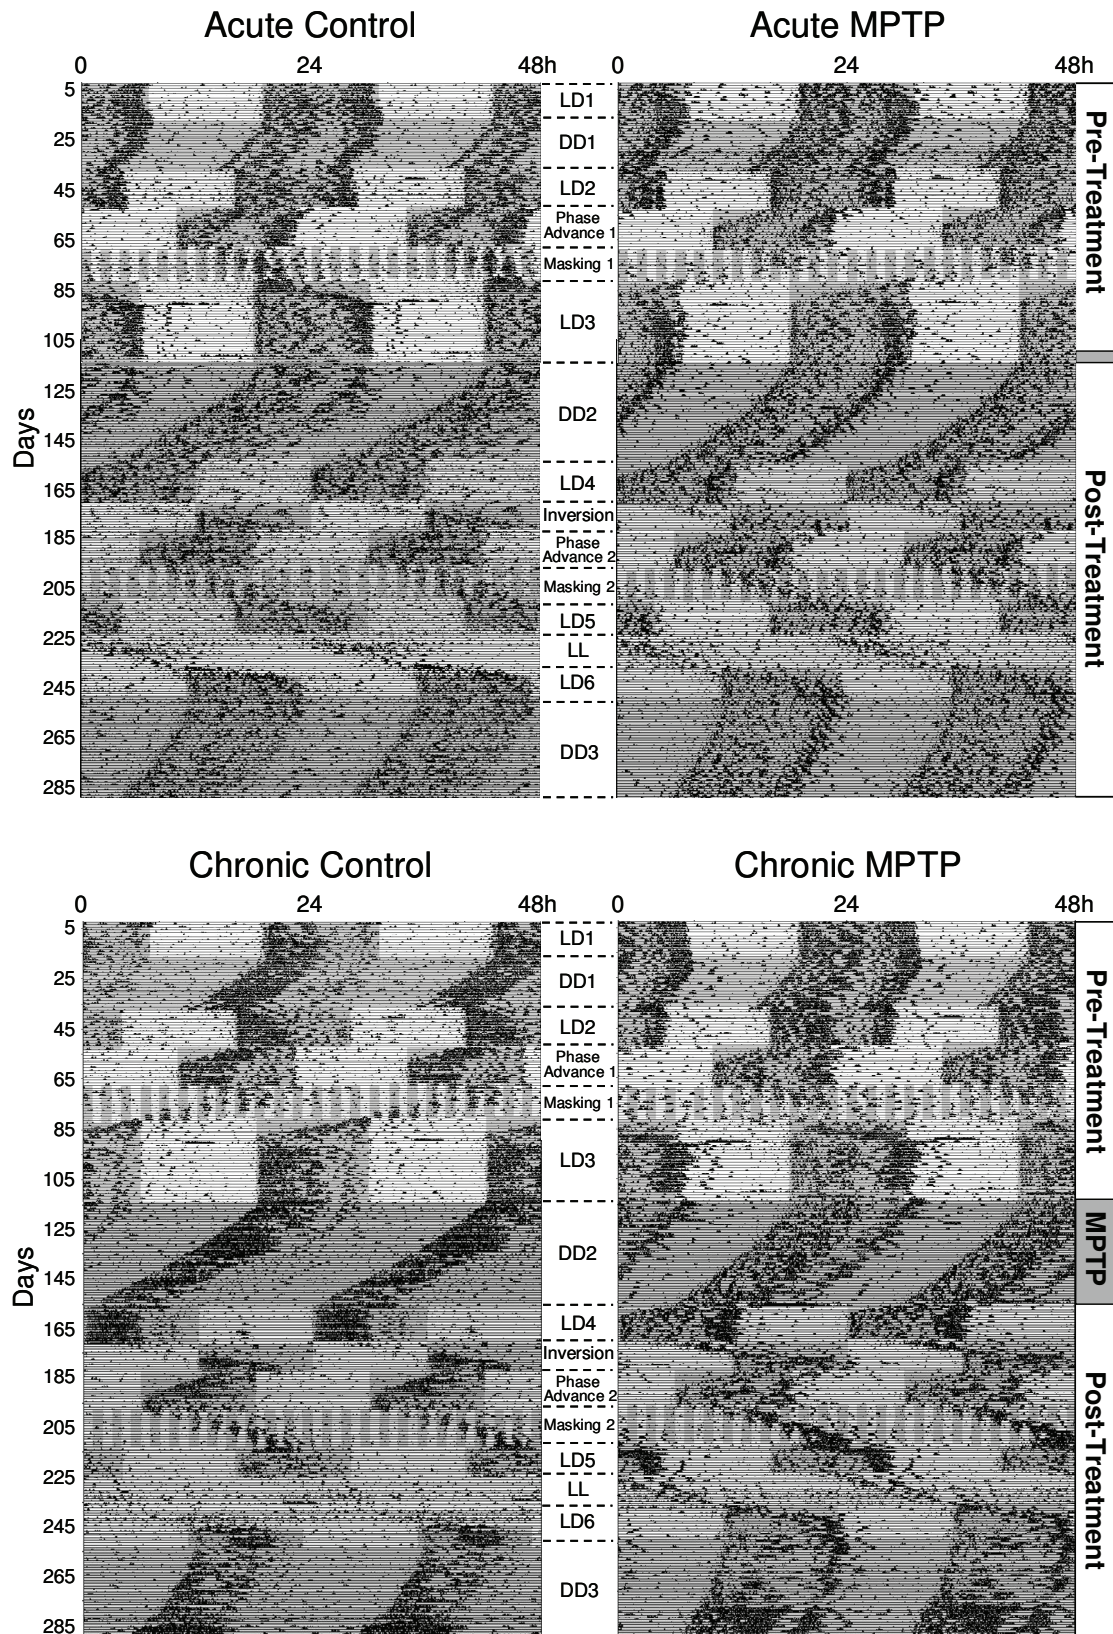 Acute Control
Acute MPTP
0 24 48h
0 24 48h
5
25
45
65
85
105
125
145
165
185
205
225
245
265
285
Days
LD1
DD1
LD2
Phase
Advance 1
Masking 1
LD3
DD2
LD4
Inversion
Phase
Advance 2
Masking 2
LD5
LL
LD6
DD3
Pre-Treatment
Post-Treatment
Chronic Control
Chronic MPTP
0 24 48h
0 24 48h
5
25
45
65
85
105
125
145
165
185
205
225
245
265
285
Days
LD1
DD1
LD2
Phase
Advance 1
Masking 1
LD3
DD2
LD4
Inversion
Phase
Advance 2
Masking 2
LD5
LL
LD6
DD3
Pre-Treatment
MPTP
Post-Treatment